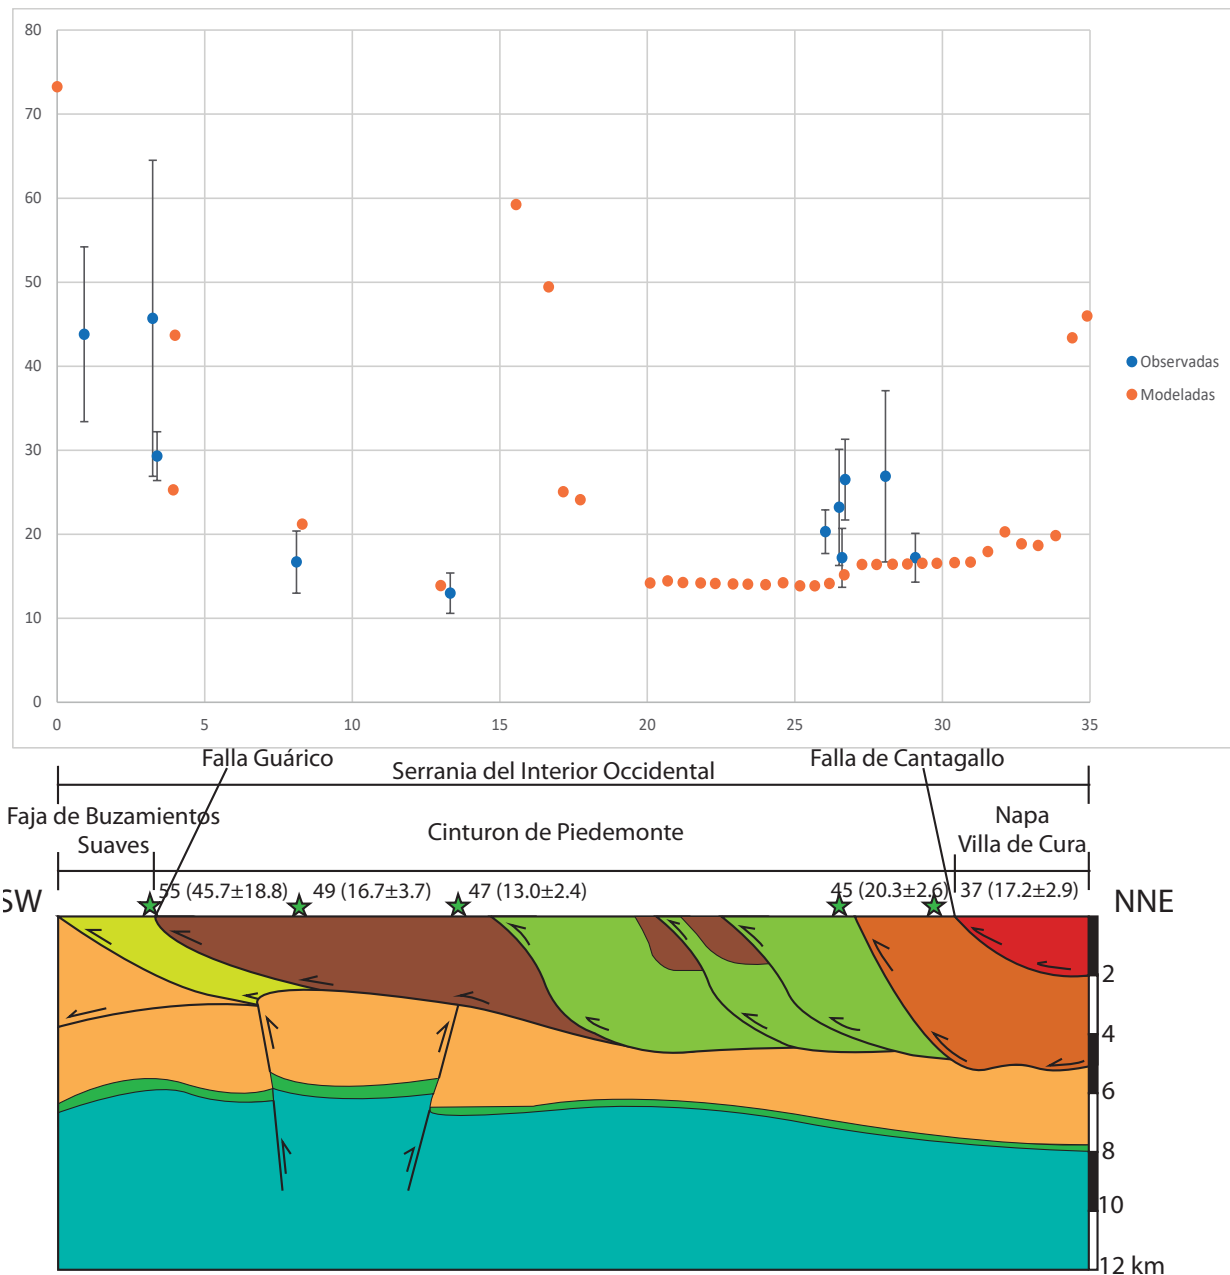 80
70
60
50
40
30
20
10
0
0 5 10 15 20 25 30 35
Observadas
Modeladas
Falla Guárico
Serrania del Interior Occidental
Falla de Cantagallo
Faja de Buzamientos
Suaves
Cinturon de Piedemonte
Napa
Villa de Cura
SW
55 (45.7±18.8)
49 (16.7±3.7)
47 (13.0±2.4)
45 (20.3±2.6)
37 (17.2±2.9)
NNE
2
4
6
8
10
12 km